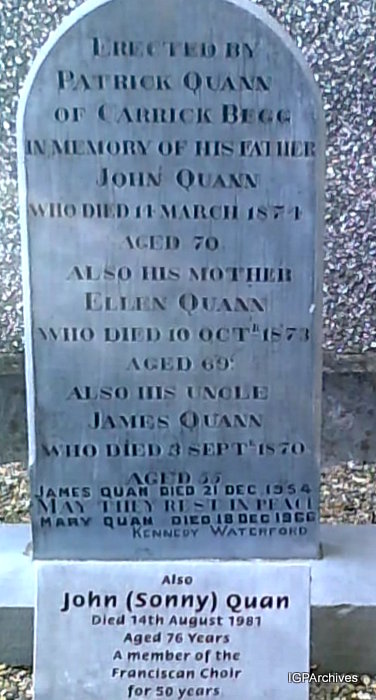 ERECTED BY
PATRICK QUANN
OF CARRICK BEGG
IN MEMORY OF HIS FATHER
JOHN QUANN
WHO DIED 14 MARCH 1874
AGED 70
ALSO HIS MOTHER
ELLEN QUANN
WHO DIED 10 OCTR 1873
AGED 69
ALSO HIS UNCLE
JAMES QUANN
WHO DIED 3 SEPTR 1870
AGED 55
JAMES QUAN DIED 21 DEC 1954
MAY THEY REST IN PEACE
MARY QUAN DIED 18 DEC 1966
KENNEDY WATERFORD
Also
John (Sonny) Quan
Died 14th August 1981
Aged 76 Years
A member of the
Franciscan Choir
for 50 years
IGPArchives